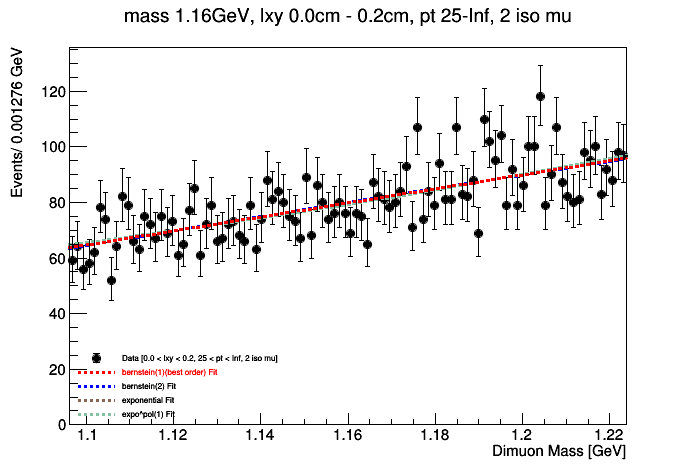 mass 1.16GeV, lxy 0.0cm - 0.2cm, pt 25-Inf, 2 iso mu
Events/ 0.001276 GeV
120
100
80
60
40
20
0
Data [0.0 < lxy < 0.2, 25 < pt < Inf, 2 iso mu]
bernstein(1)(best order) Fit
bernstein(2) Fit
exponential Fit
expo*pol(1) Fit
1.1 1.12 1.14 1.16 1.18 1.2 1.22
Dimuon Mass [GeV]